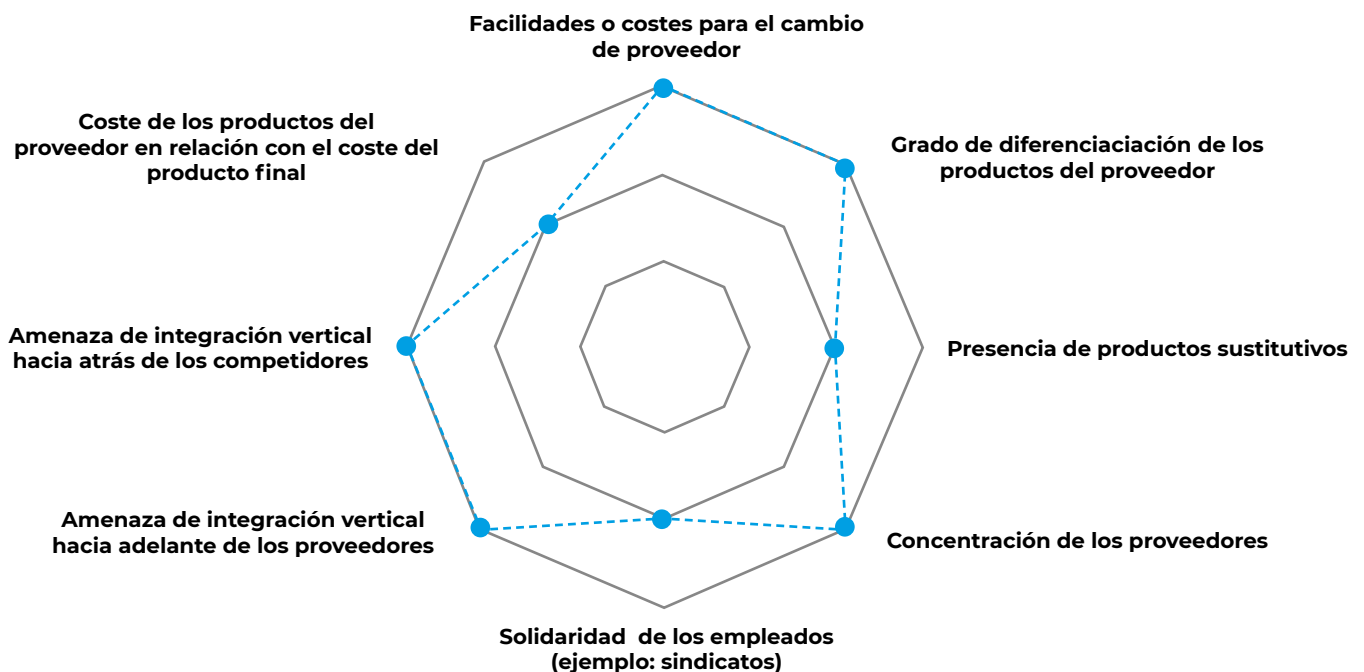 Facilidades o costes para el cambio
de proveedor
Grado de diferenciaciación de los
productos del proveedor
Presencia de productos sustitutivos
Concentración de los proveedores
Solidaridad  de los empleados
(ejemplo: sindicatos)
Amenaza de integración vertical
hacia adelante de los proveedores
Amenaza de integración vertical
hacia atrás de los competidores
Coste de los productos del
proveedor en relación con el coste del
producto final